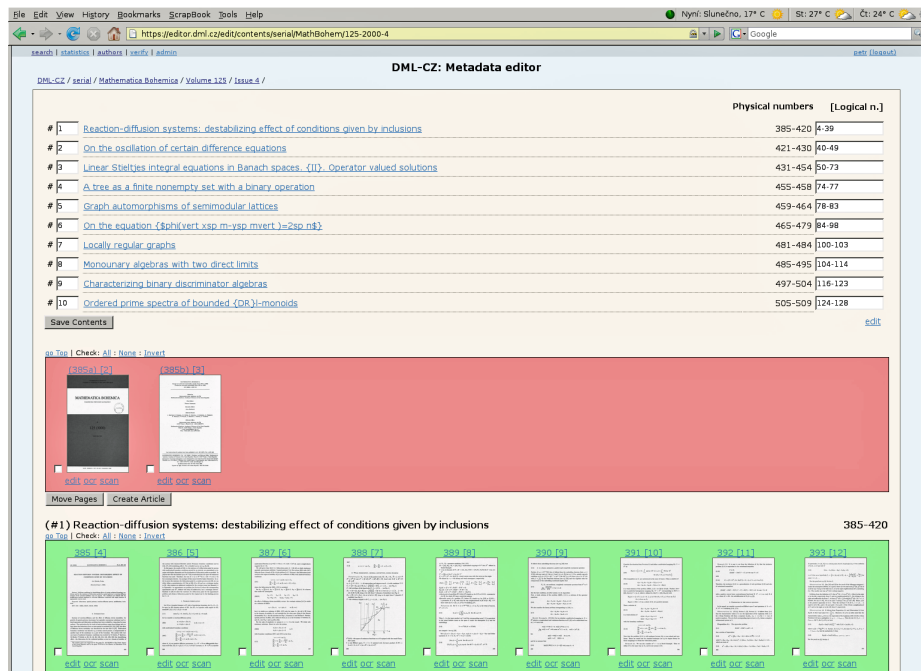 File Edit View History Bookmarks ScrapBook Tools Help
Nyní: Slunečno, 17° C St: 27° C Čt: 24° C
https://editor.dml.cz/edit/contents/serial/MathBohem/125-2000-4 Google
search | statistics | authors | verify | admin petr (logout)
DML-CZ: Metadata editor
DML-CZ / serial / Mathematica Bohemica / Volume 125 / Issue 4 /
Physical numbers [Logical n.]
# 1 Reaction-diffusion systems: destabilizing effect of conditions given by inclusions 385-420 4-39
# 2 On the oscillation of certain difference equations 421-430 40-49
# 3 Linear Stieltjes integral equations in Banach spaces. {II}. Operator valued solutions 431-454 50-73
# 4 A tree as a finite nonempty set with a binary operation 455-458 74-77
# 5 Graph automorphisms of semimodular lattices 459-464 78-83
# 6 On the equation {$phi(vert xsp m-ysp mvert )=2sp n$} 465-479 84-98
# 7 Locally regular graphs 481-484 100-103
# 8 Monounary algebras with two direct limits 485-495 104-114
# 9 Characterizing binary discriminator algebras 497-504 116-123
# 10 Ordered prime spectra of bounded {DR}l-monoids 505-509 124-128
Save Contents edit
go Top | Check: All : None : Invert
(385a) [2] (385b) [3]
MATHEMATICA BOHEMICA
edit ocr scan edit ocr scan
Move Pages Create Article
(#1) Reaction-diffusion systems: destabilizing effect of conditions given by inclusions 385-420
go Top | Check: All : None : Invert
385 [4] 386 [5] 387 [6] 388 [7] 389 [8] 390 [9] 391 [10] 392 [11] 393 [12]
edit ocr scan edit ocr scan edit ocr scan edit ocr scan edit ocr scan edit ocr scan edit ocr scan edit ocr scan edit ocr scan